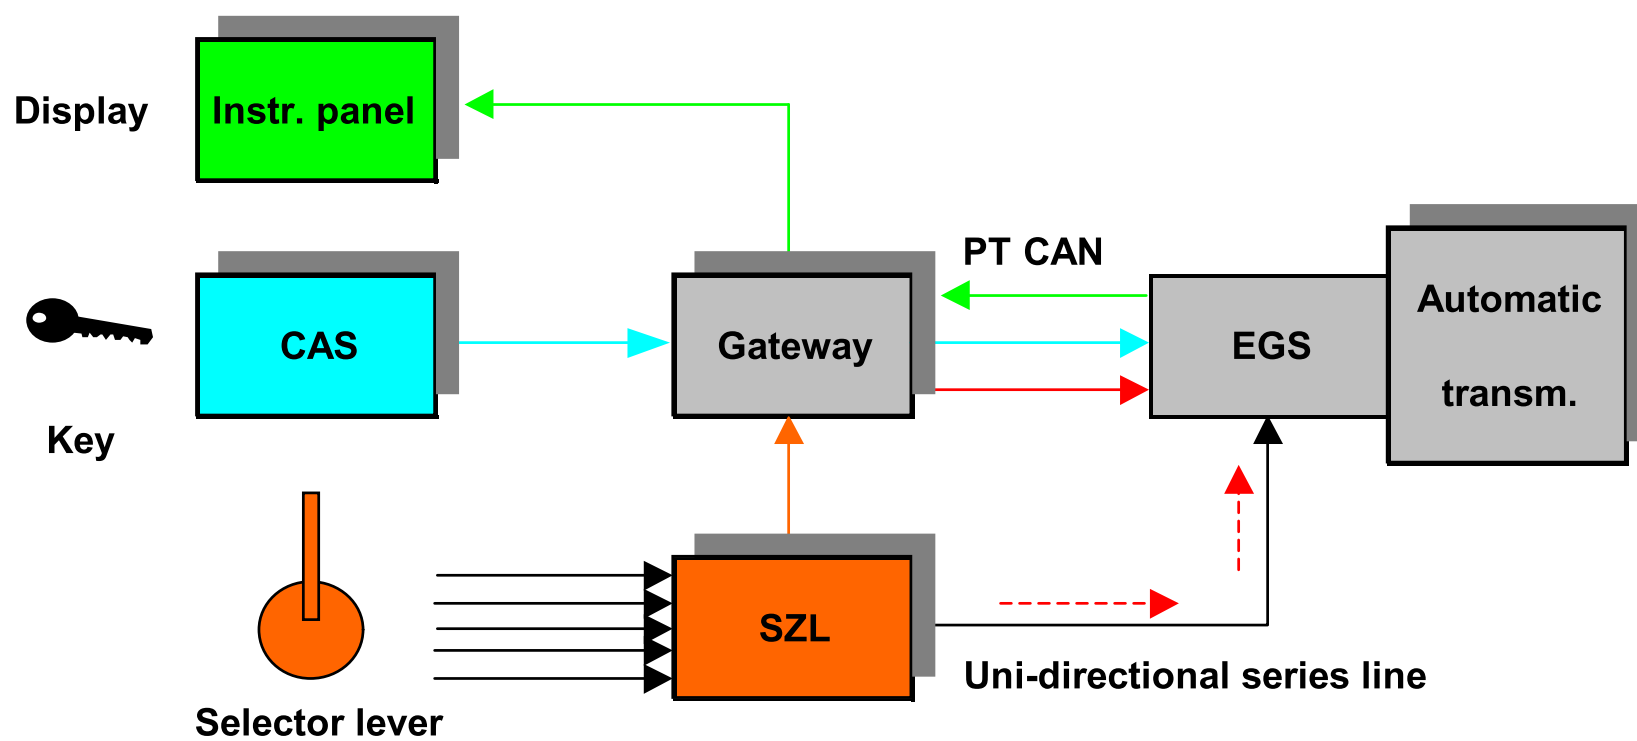 Display
Instr. panel
PT CAN
Automatic
transm.
CAS
Gateway
EGS
Key
SZL
Uni-directional series line
Selector lever